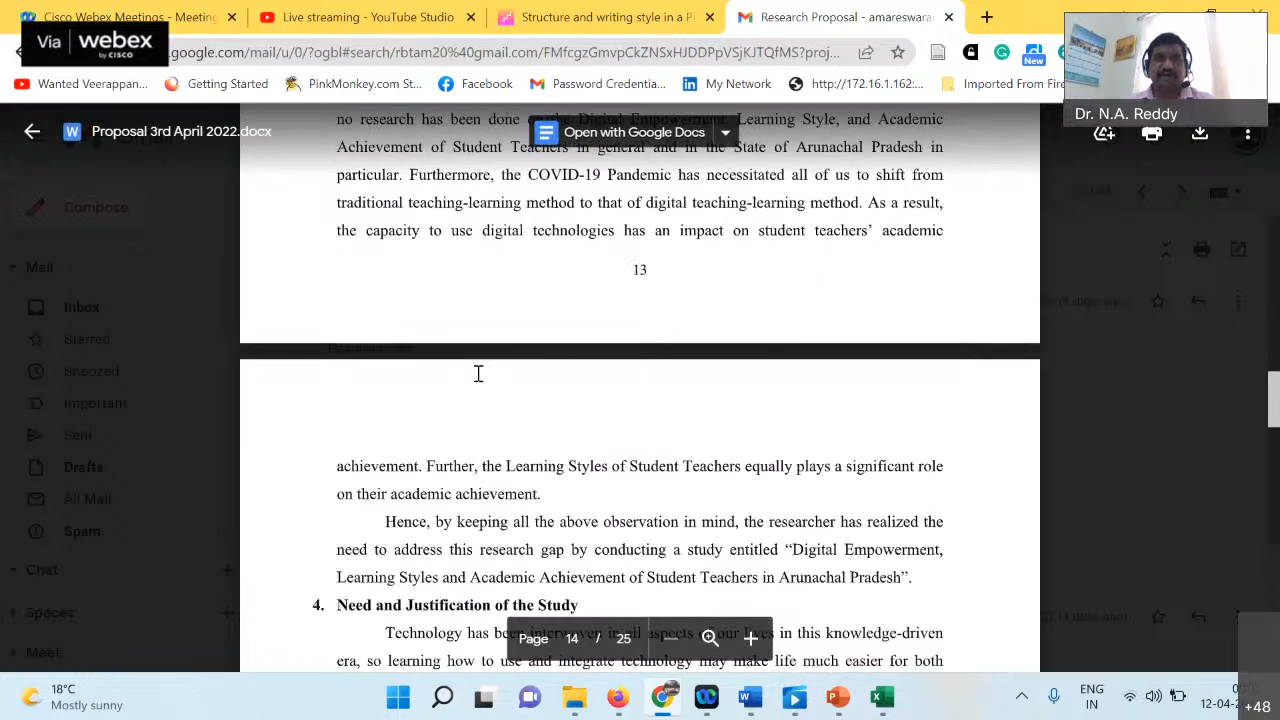 Via webex by CISCO
Inbox
Live streaming - YouTube Studio
Structure and writing style in a P
Research Proposal - amareswar
.google.com/mail/u/0/?ogbl#search/rbtam20%40gmail.com/
New
Wanted Veerappan...
Getting Started
PinkMonkey.com St...
Facebook
Password Credentia...
My Network
http://172.16.1.162:...
Imported From Fire
Dr. N.A. Reddy
Proposal 3rd April 2022.docx
Open with Google Docs
Compose
Mail
Inbox
Starred
Snoozed
Important
Sent
Drafts
All Mail
Spam
Chat
Spaces
Meet
no research has been done on the Digital Empowerment, Learning Style, and Academic
Achievement of Student Teachers in general and in the State of Arunachal Pradesh in
particular. Furthermore, the COVID-19 Pandemic has necessitated all of us to shift from
traditional teaching-learning method to that of digital teaching-learning method. As a result,
the capacity to use digital technologies has an impact on student teachers’ academic
13
achievement. Further, the Learning Styles of Student Teachers equally plays a significant role
on their academic achievement.
Hence, by keeping all the above observation in mind, the researcher has realized the
need to address this research gap by conducting a study entitled “Digital Empowerment,
Learning Styles and Academic Achievement of Student Teachers in Arunachal Pradesh”.
4. Need and Justification of the Study
Technology has been interwoven in all aspects of our lives in this knowledge-driven
era, so learning how to use and integrate technology may make life much easier for both
Page 14 / 25
18°C
Mostly sunny
ENG
IN
12-04-2
+48